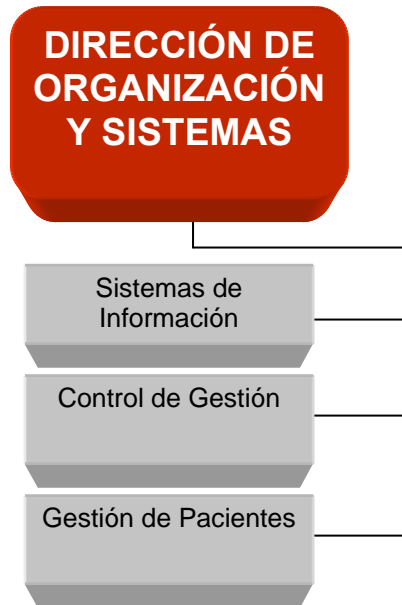 DIRECCIÓN DE
ORGANIZACIÓN
Y SISTEMAS
Sistemas de
Información
Control de Gestión
Gestión de Pacientes